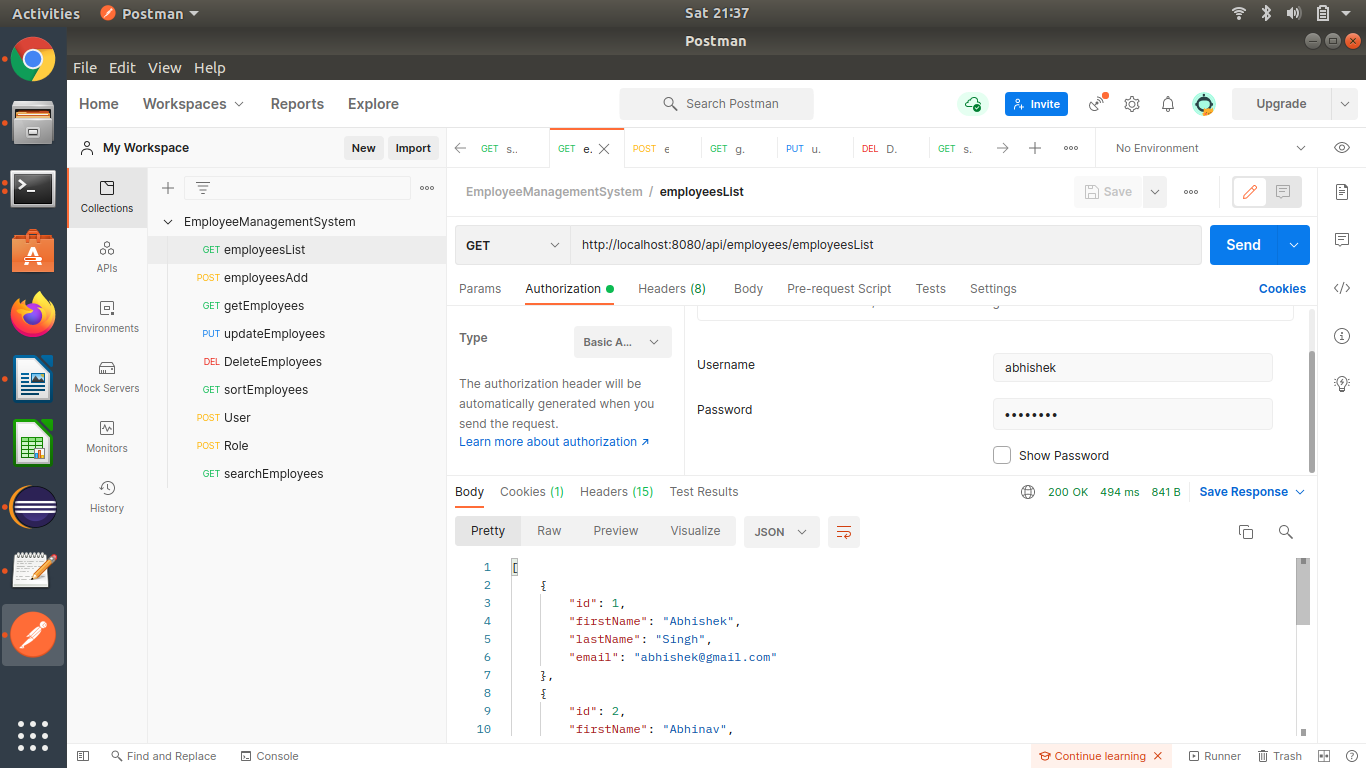 Activities Postman Sat 21:37
Postman
File Edit View Help
Home Workspaces Reports Explore Search Postman Invite Upgrade
My Workspace New Import GET s.. GET e. POST e GET g. PUT u. DEL D. GET s. No Environment
Collections
APIs
Environments
Mock Servers
Monitors
History
EmployeeManagementSystem
GET employeesList
POST employeesAdd
GET getEmployees
PUT updateEmployees
DEL DeleteEmployees
GET sortEmployees
POST User
POST Role
GET searchEmployees
EmployeeManagementSystem / employeesList Save
GET http://localhost:8080/api/employees/employeesList Send
Params Authorization Headers (8) Body Pre-request Script Tests Settings Cookies
Type Basic A...
The authorization header will be
automatically generated when you
send the request.
Learn more about authorization ↗
Username abhishek
Password ••••••••
Show Password
Body Cookies (1) Headers (15) Test Results 200 OK 494 ms 841 B Save Response
Pretty Raw Preview Visualize JSON
1 [
2 {
3 "id": 1,
4 "firstName": "Abhishek",
5 "lastName": "Singh",
6 "email": "abhishek@gmail.com"
7 },
8 {
9 "id": 2,
10 "firstName": "Abhinav",
Find and Replace Console Continue learning Runner Trash